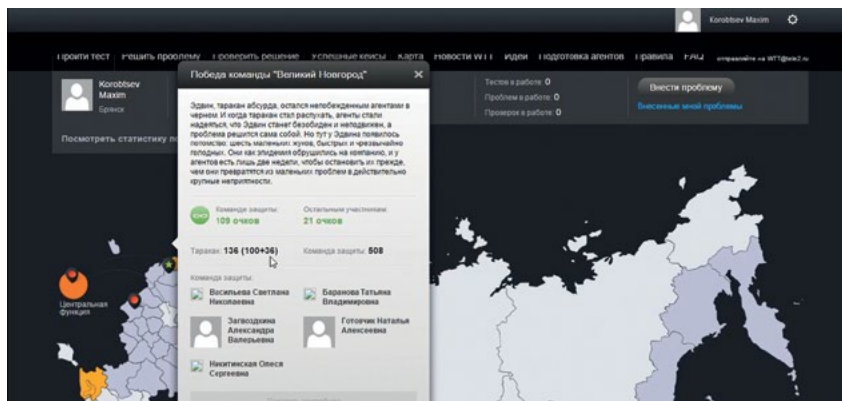 Korobtsev Maxim
Пройти тест Решить проблему Проверить решение Успешные кейсы Карта Новости WTT Идеи Подготовка агентов Правила FAQ отправляйте на WTT@tele2.ru
Korobtsev
Maxim
Брянск
Посмотреть статистику по
Победа команды "Великий Новгород"
Эдвин, таракан абсурда, остался непобежденным агентами в
черном. И когда таракан стал распухать, агенты стали
надеяться, что Эдвин станет безобиден и неподвижен, а
проблема решится сама собой. Но тут у Эдвина появилось
потомство: шесть маленьких жуков, быстрых и чрезвычайно
голодных. Они как эпидемия обрушились на компанию, и у
агентов есть лишь две недели, чтобы остановить их прежде,
чем они превратятся из маленьких проблем в действительно
крупные неприятности.
Команде защиты:
109 очков
Остальным участникам:
21 очков
Таракан: 136 (100+36)
Команда защиты: 508
Команда защиты:
Васильева Светлана
Николаевна
Баранова Татьяна
Владимировна
Загвоздкина
Александра
Валерьевна
Готовчик Наталья
Алексеевна
Никитинская Олеся
Сергеевна
Тестов в работе: 0
Проблем в работе: 0
Проверок в работе: 0
Внести проблему
Внесенные мной проблемы
Центральная
функция